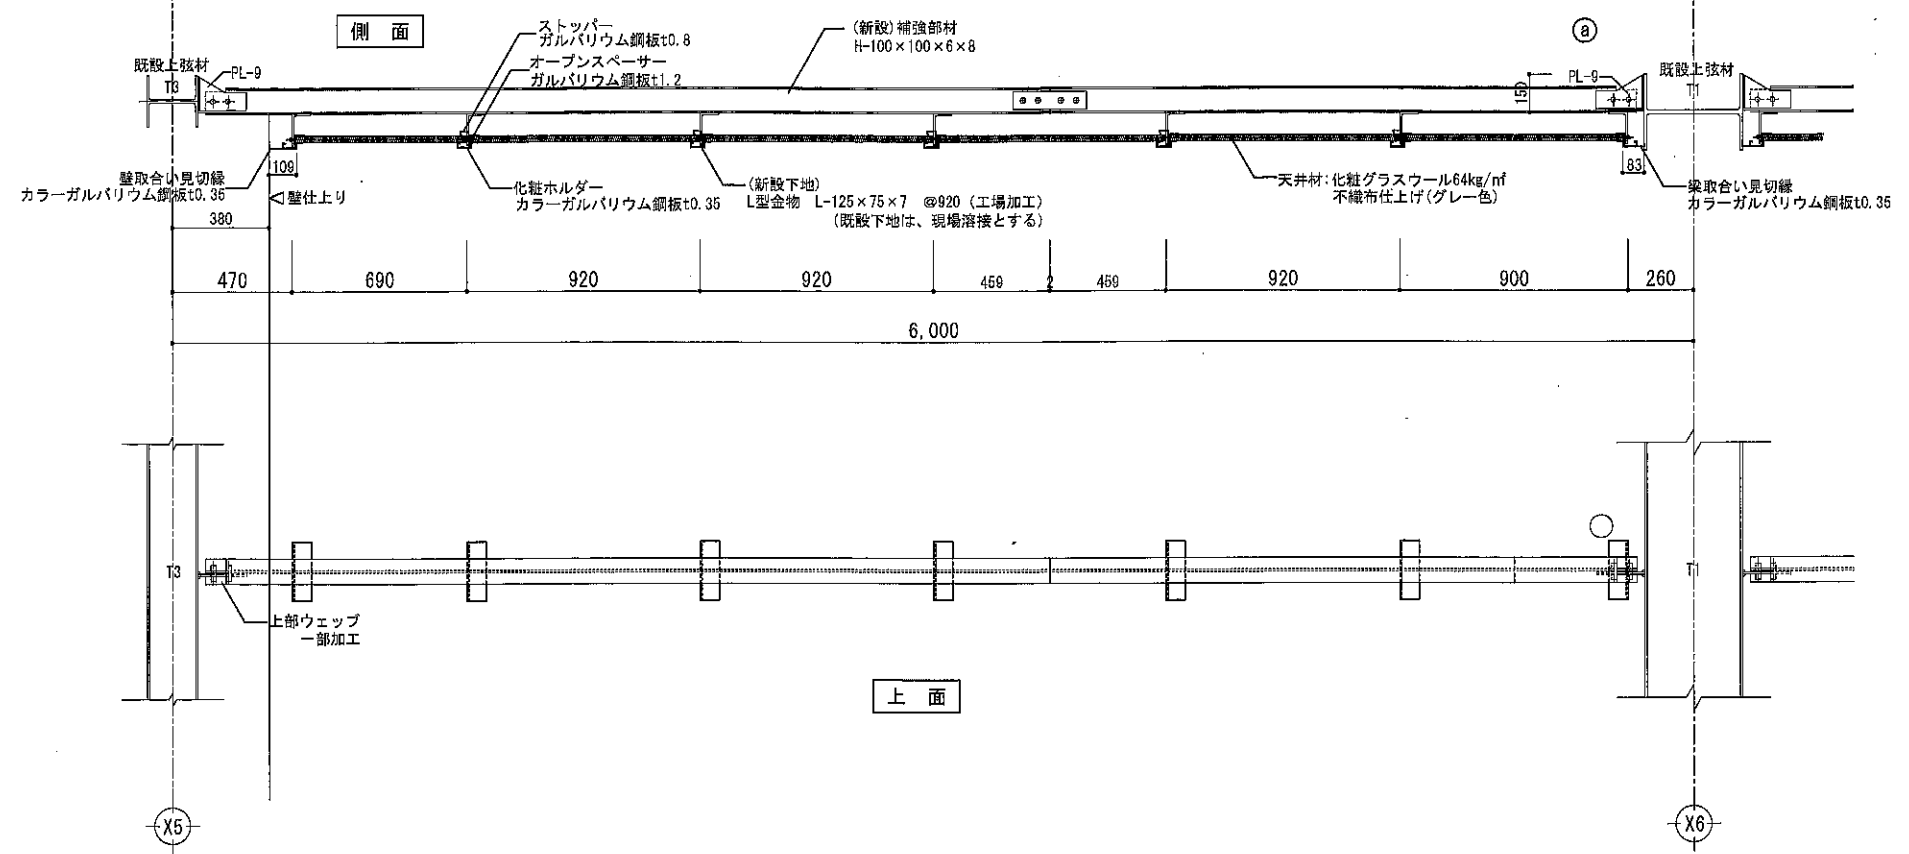 側 面
ストッパー
ガルバリウム鋼板t0.8
オープンスペーサー
ガルバリウム鋼板t1.2
(新設)補強部材
H-100×100×6×8
a
既設上弦材
T3
PL-9
150
PL-9
既設上弦材
T1
109
83
壁取合い見切縁
カラーガルバリウム鋼板t0.35
壁仕上り
化粧ホルダー
カラーガルバリウム鋼板t0.35
(新設下地)
L型金物 L-125×75×7 @920 (工場加工)
(既設下地は、現場溶接とする)
天井材:化粧グラスウール64kg/㎥
不織布仕上げ(グレー色)
梁取合い見切縁
カラーガルバリウム鋼板t0.35
380
470 690 920 920 459 2 459 920 900 260
6,000
T3
T1
上部ウェッブ
一部加工
上 面
X5
X6